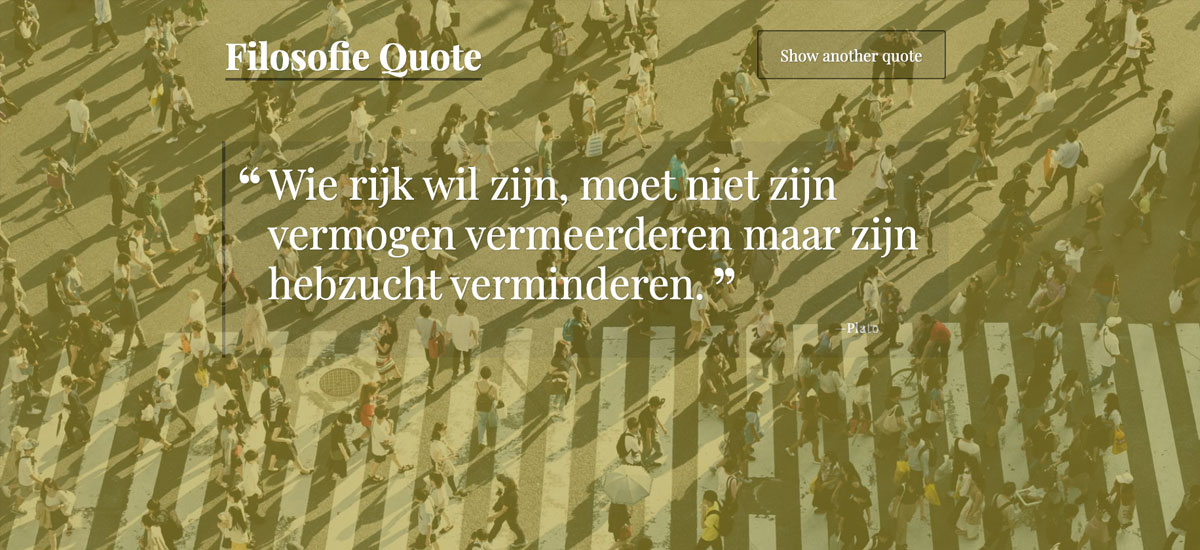 Filosofie Quote
Show another quote
“ Wie rijk wil zijn, moet niet zijn
vermogen vermeerderen maar zijn
hebzucht verminderen. ”
—Plato